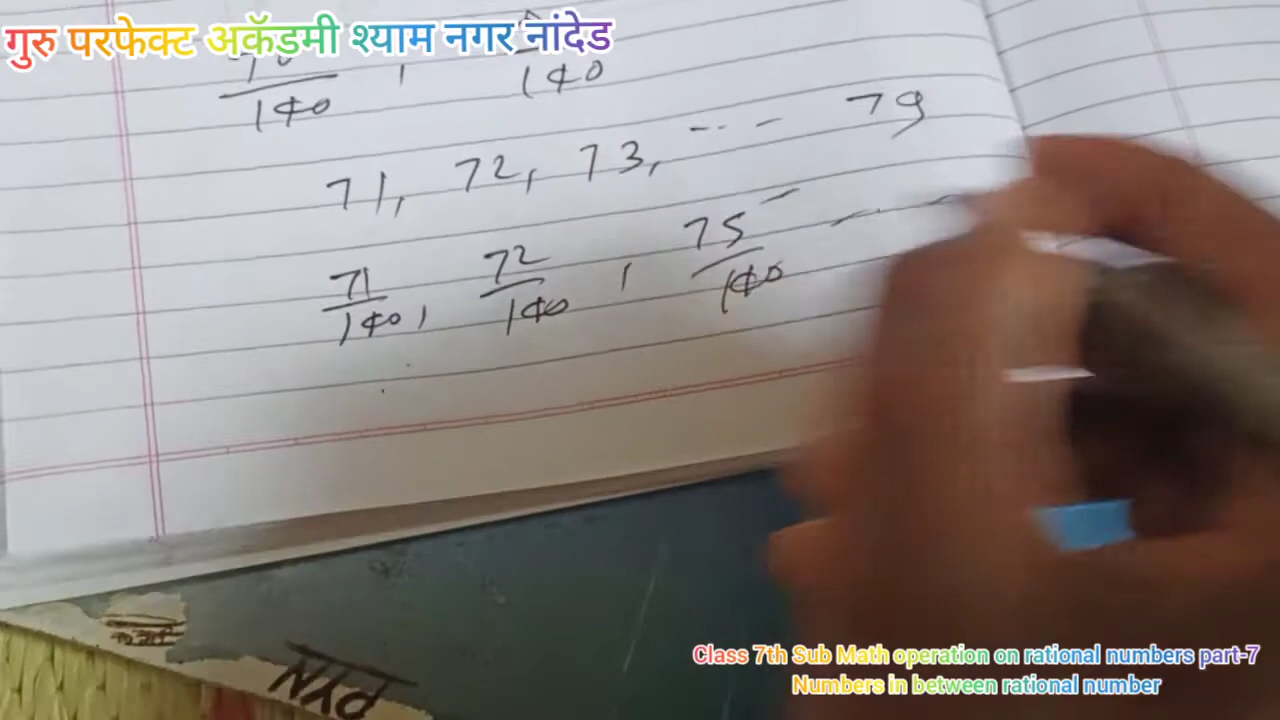 गुरु परफेक्ट अकॅडमी श्याम नगर नांदेड
70/140 , /140
71, 72, 73, --- 79
71/140, 72/140 , 75/140 ---
Class 7th Sub Math operation on rational numbers part-7
Numbers in between rational number